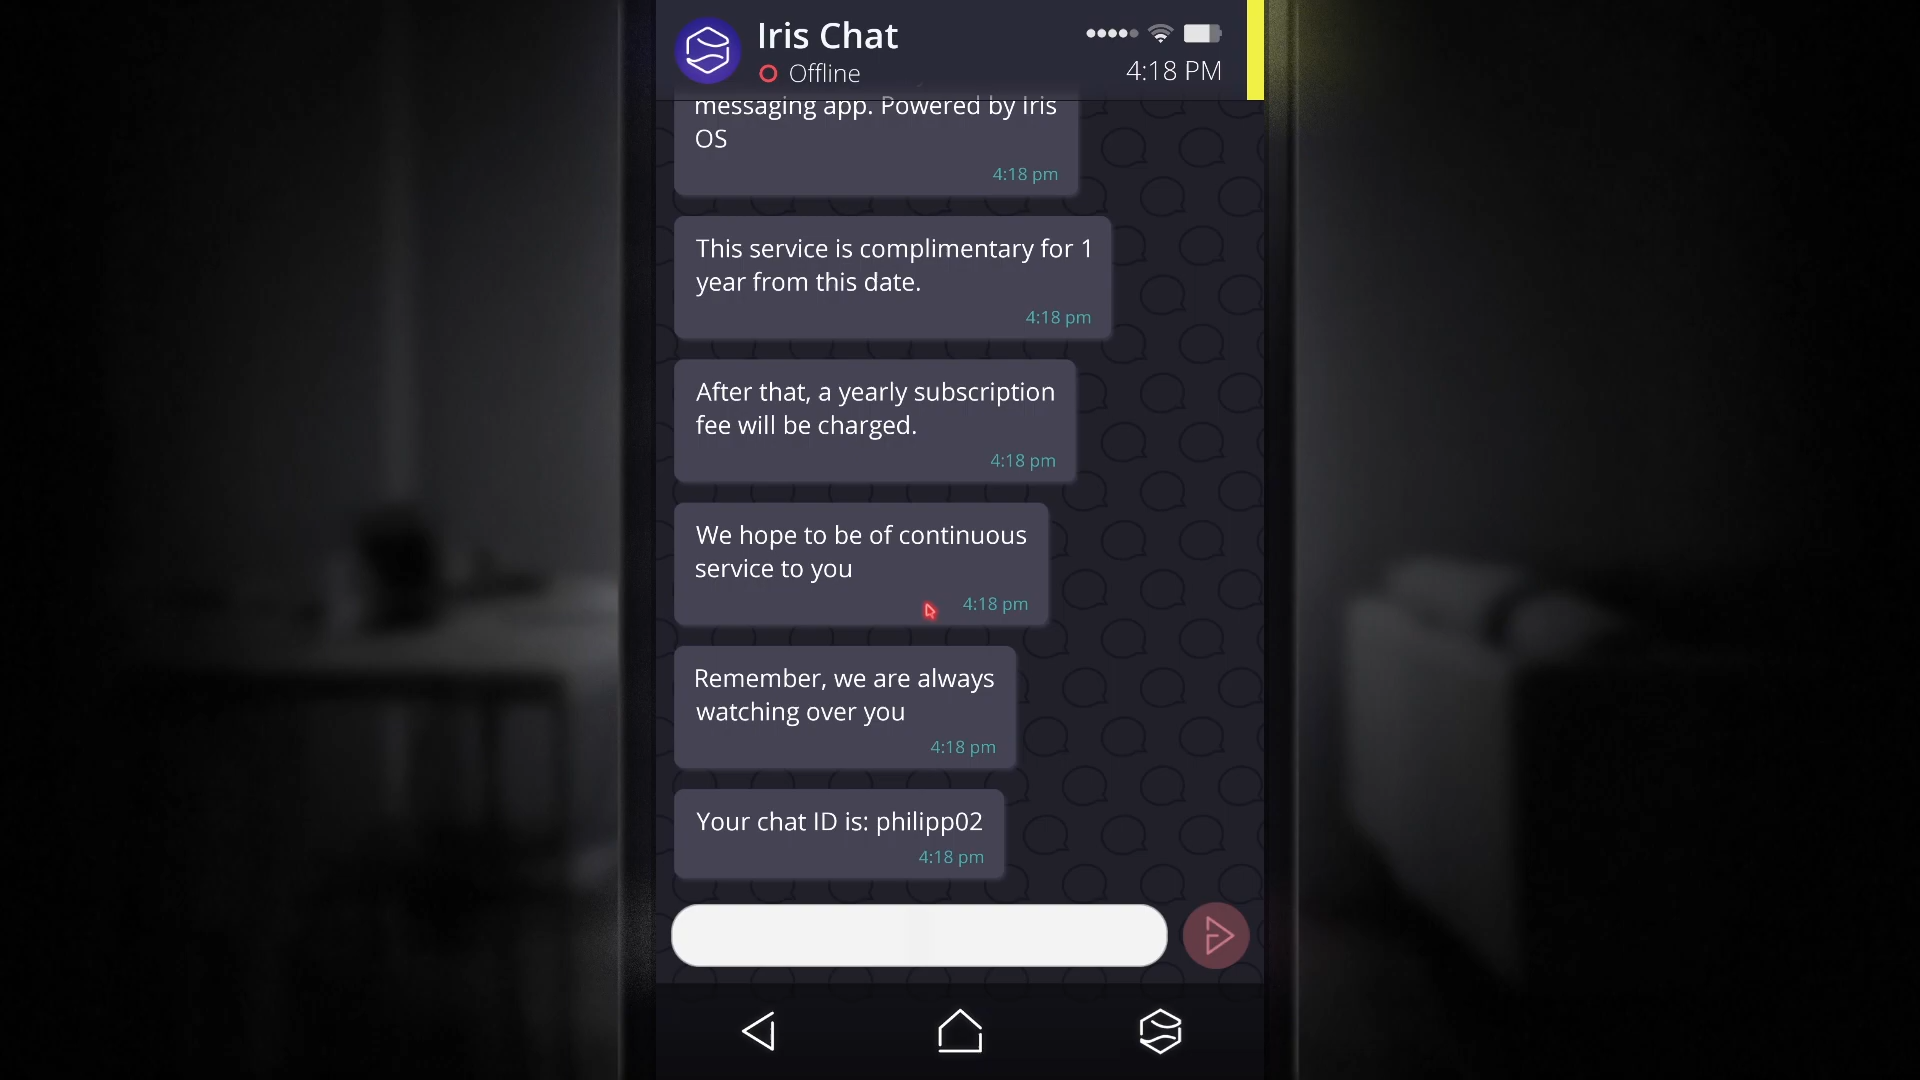 Iris Chat
Offline
4:18 PM
messaging app. Powered by Iris
OS
4:18 pm
This service is complimentary for 1
year from this date.
4:18 pm
After that, a yearly subscription
fee will be charged.
4:18 pm
We hope to be of continuous
service to you
4:18 pm
Remember, we are always
watching over you
4:18 pm
Your chat ID is: philipp02
4:18 pm